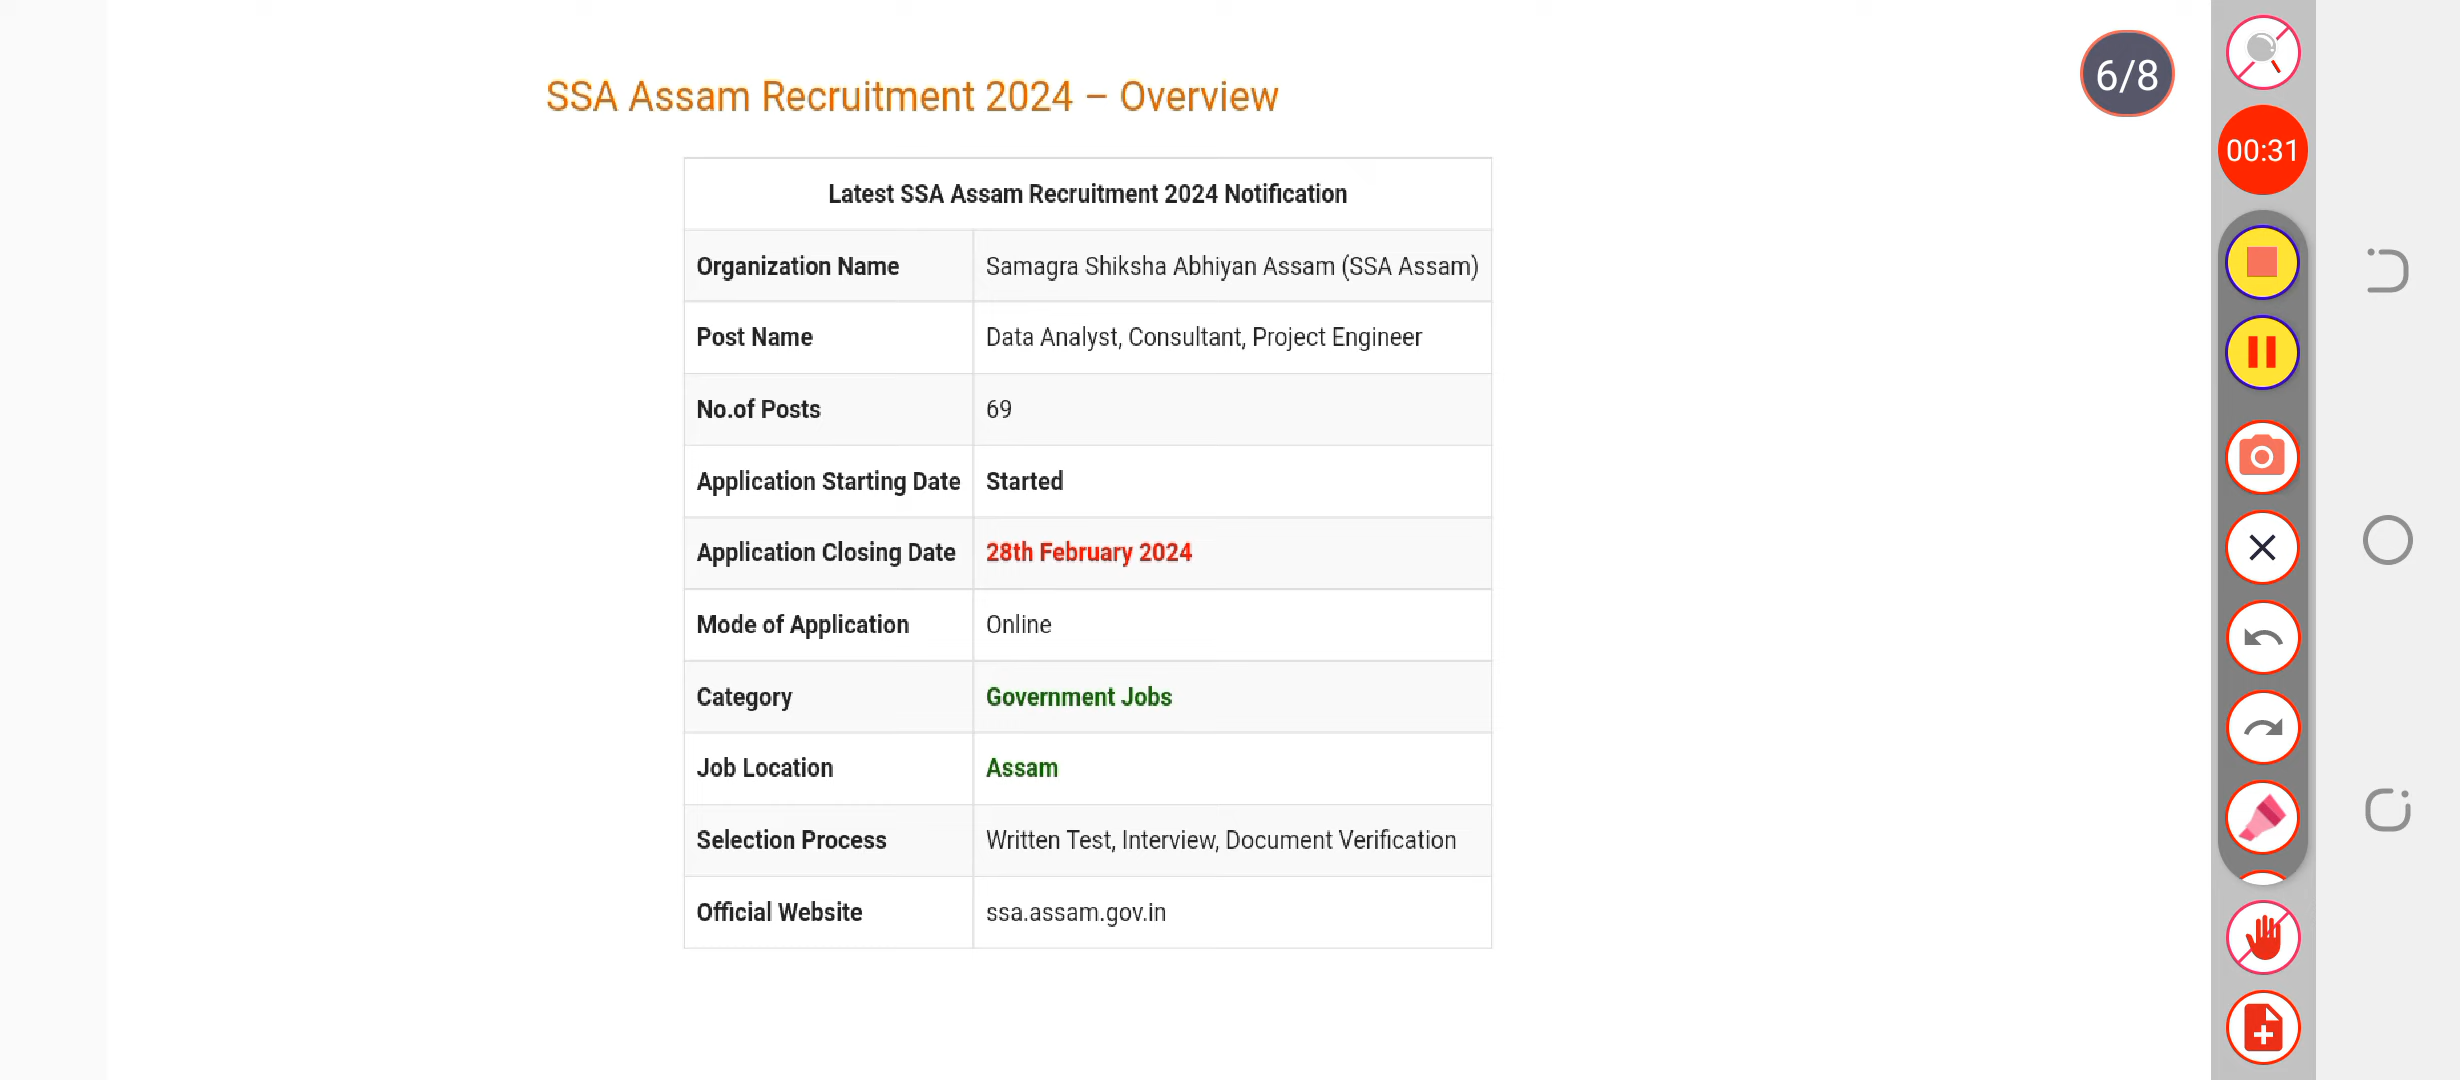 SSA Assam Recruitment 2024 – Overview
6/8
00:31
Latest SSA Assam Recruitment 2024 Notification
Organization Name Samagra Shiksha Abhiyan Assam (SSA Assam)
Post Name Data Analyst, Consultant, Project Engineer
No.of Posts 69
Application Starting Date Started
Application Closing Date 28th February 2024
Mode of Application Online
Category Government Jobs
Job Location Assam
Selection Process Written Test, Interview, Document Verification
Official Website ssa.assam.gov.in